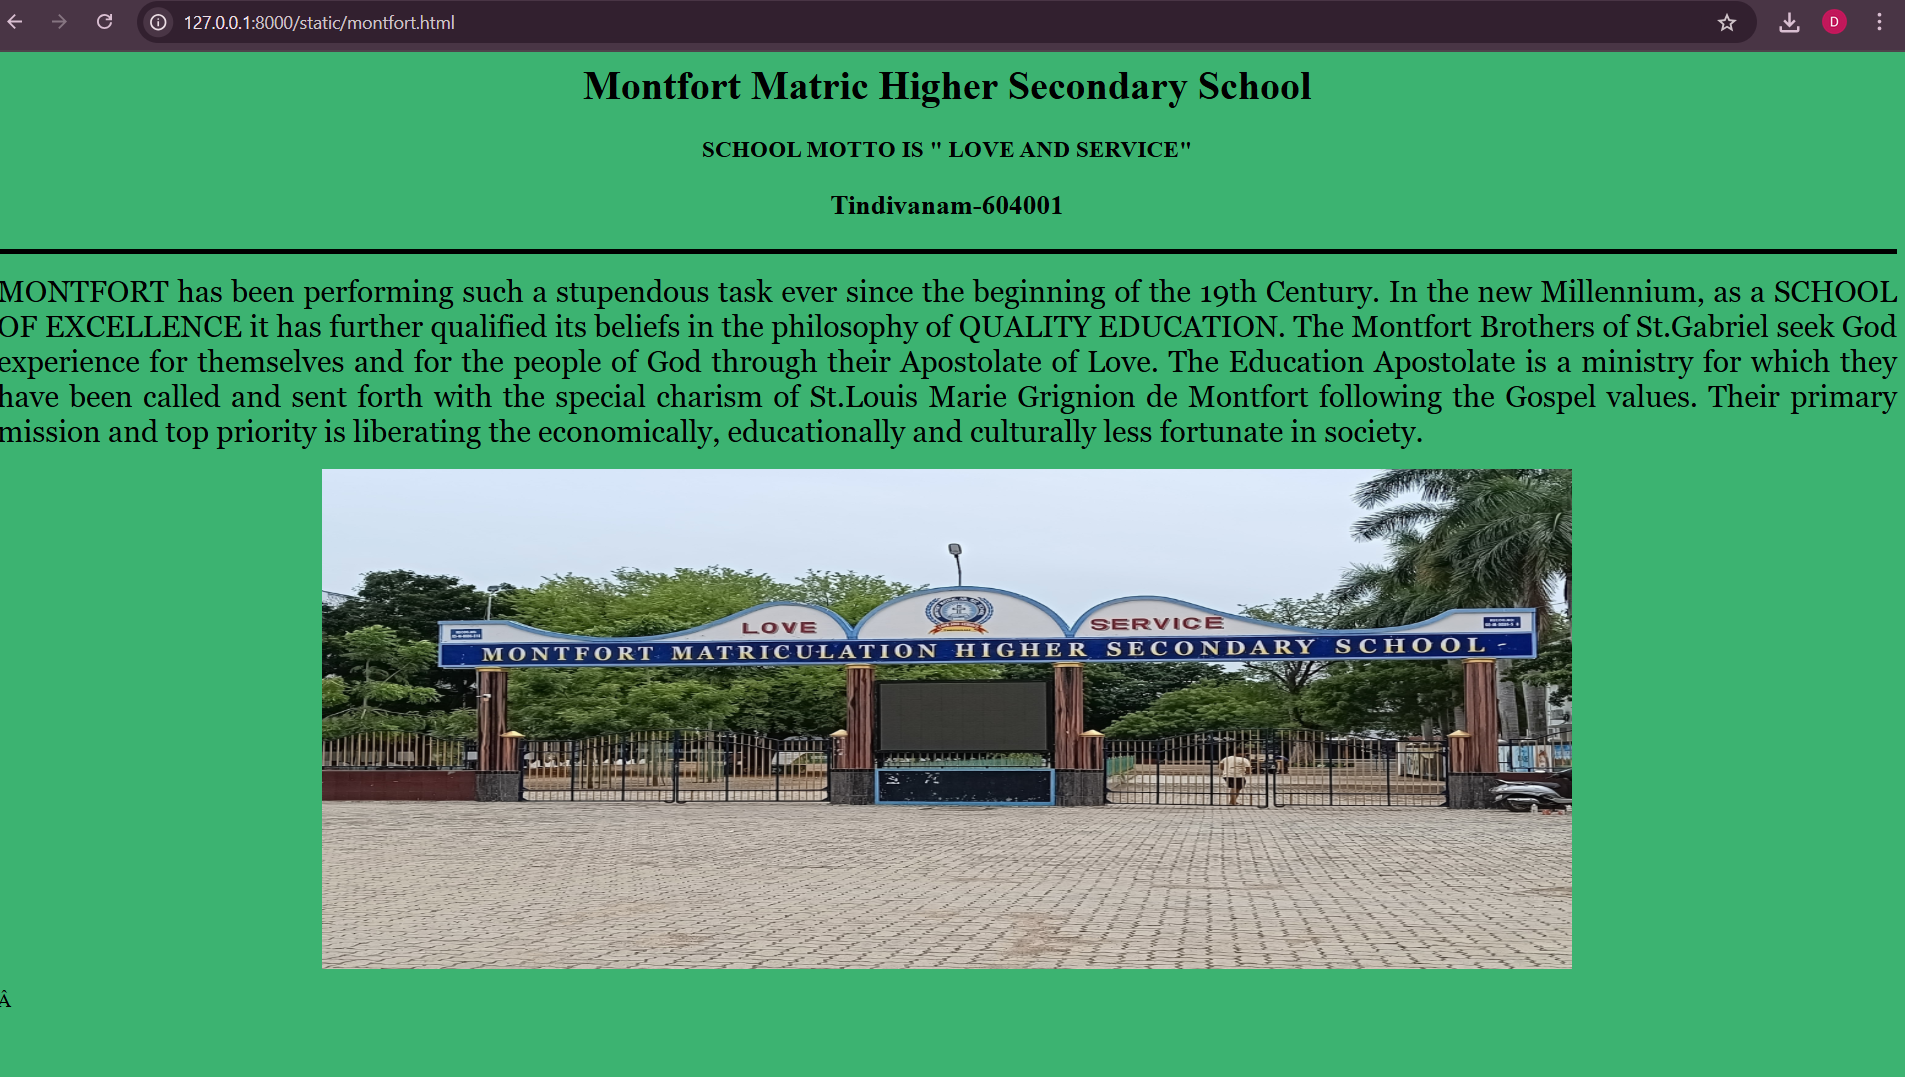 127.0.0.1:8000/static/montfort.html
D
Montfort Matric Higher Secondary School
SCHOOL MOTTO IS " LOVE AND SERVICE"
Tindivanam-604001
MONTFORT has been performing such a stupendous task ever since the beginning of the 19th Century. In the new Millennium, as a SCHOOL
OF EXCELLENCE it has further qualified its beliefs in the philosophy of QUALITY EDUCATION. The Montfort Brothers of St.Gabriel seek God
experience for themselves and for the people of God through their Apostolate of Love. The Education Apostolate is a ministry for which they
have been called and sent forth with the special charism of St.Louis Marie Grignion de Montfort following the Gospel values. Their primary
mission and top priority is liberating the economically, educationally and culturally less fortunate in society.
LOVE SERVICE
MONTFORT MATRICULATION HIGHER SECONDARY SCHOOL
Â